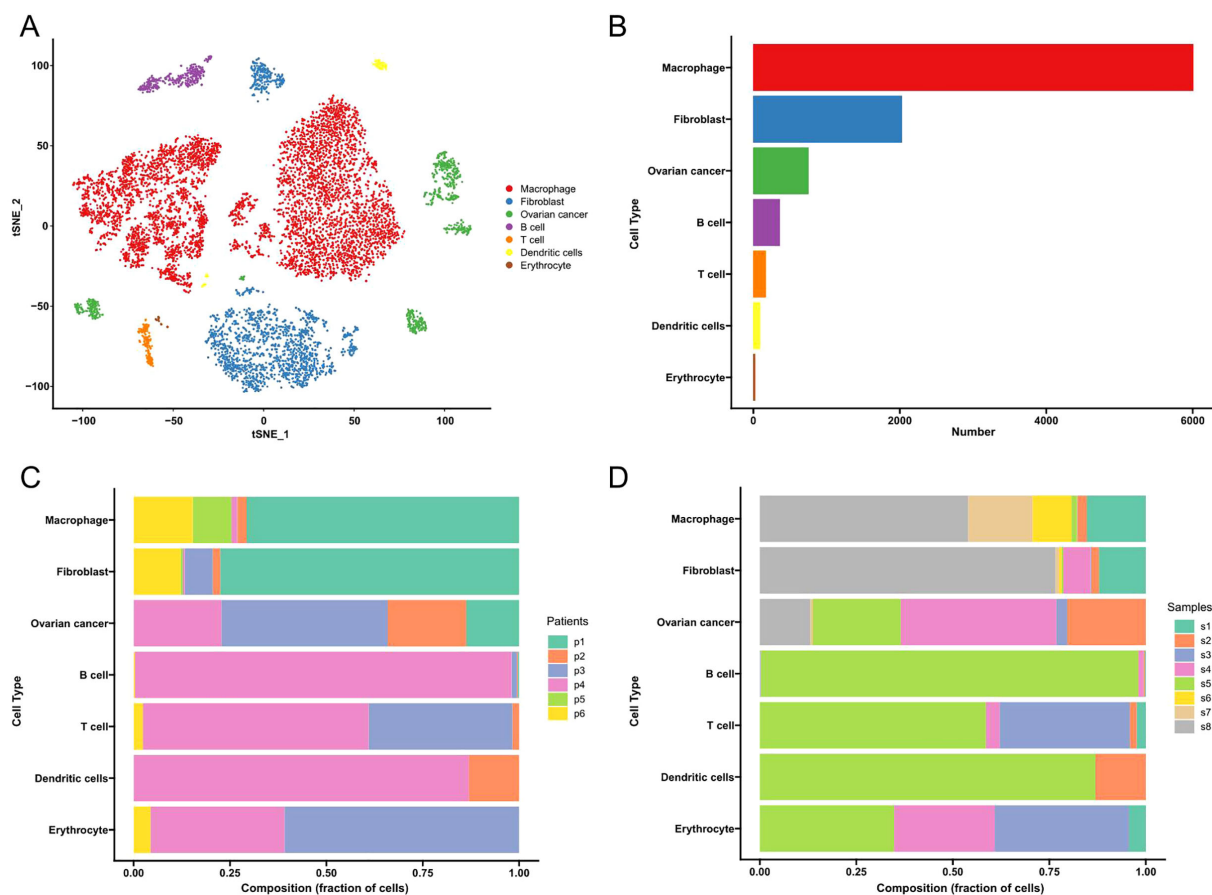 A
100
50
0
−50
−100
tSNE_2
−100
−50
0
50
100
tSNE_1
Macrophage
Fibroblast
Ovarian cancer
B cell
T cell
Dendritic cells
Erythrocyte
B
Cell Type
Macrophage
Fibroblast
Ovarian cancer
B cell
T cell
Dendritic cells
Erythrocyte
0
2000
4000
6000
Number
C
Cell Type
Macrophage
Fibroblast
Ovarian cancer
B cell
T cell
Dendritic cells
Erythrocyte
0.00
0.25
0.50
0.75
1.00
Composition (fraction of cells)
Patients
p1
p2
p3
p4
p5
p6
D
Cell Type
Macrophage
Fibroblast
Ovarian cancer
B cell
T cell
Dendritic cells
Erythrocyte
0.00
0.25
0.50
0.75
1.00
Composition (fraction of cells)
Samples
s1
s2
s3
s4
s5
s6
s7
s8